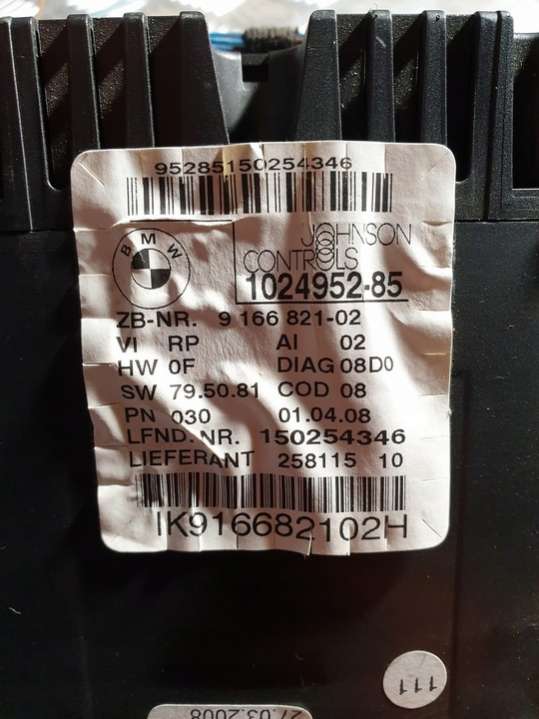 95285150254346
BMW
JOHNSON
CONTROLS
1024952-85
ZB-NR. 9 166 821-02
VI RP AI 02
HW 0F DIAG 08D0
SW 79.50.81 COD 08
PN 030 01.04.08
LFND. NR. 150254346
LIEFERANT 258115 10
IK916682102H
111
27.03.2008